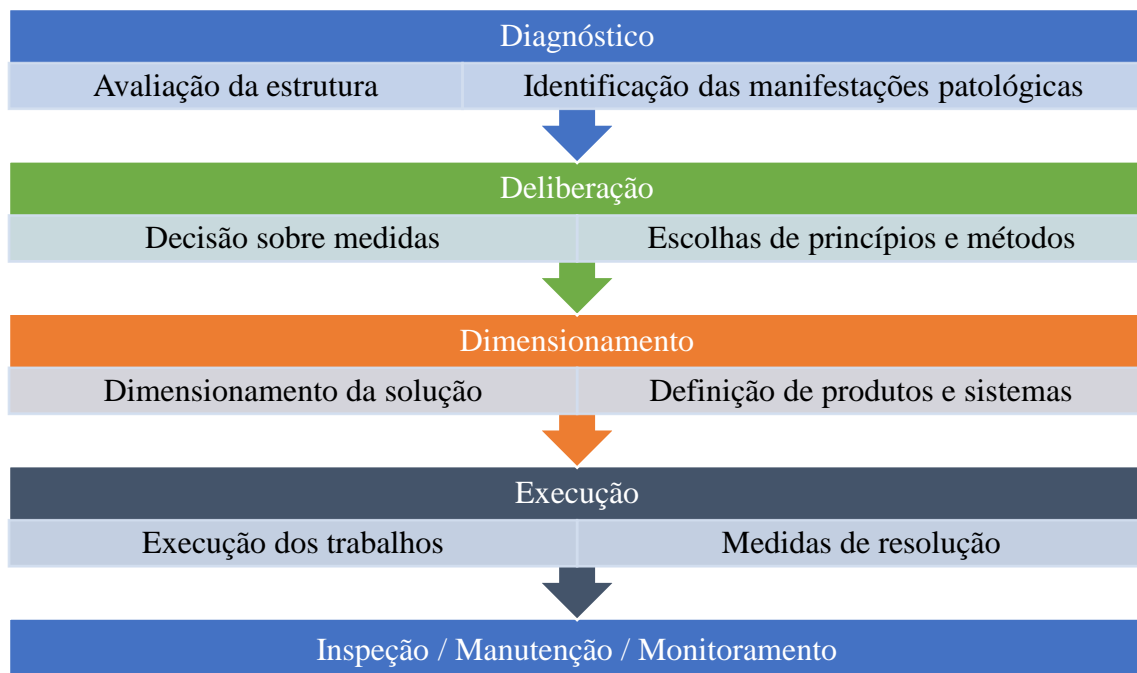 Diagnóstico
Avaliação da estrutura
Identificação das manifestações patológicas
Deliberação
Decisão sobre medidas
Escolhas de princípios e métodos
Dimensionamento
Dimensionamento da solução
Definição de produtos e sistemas
Execução
Execução dos trabalhos
Medidas de resolução
Inspeção / Manutenção / Monitoramento